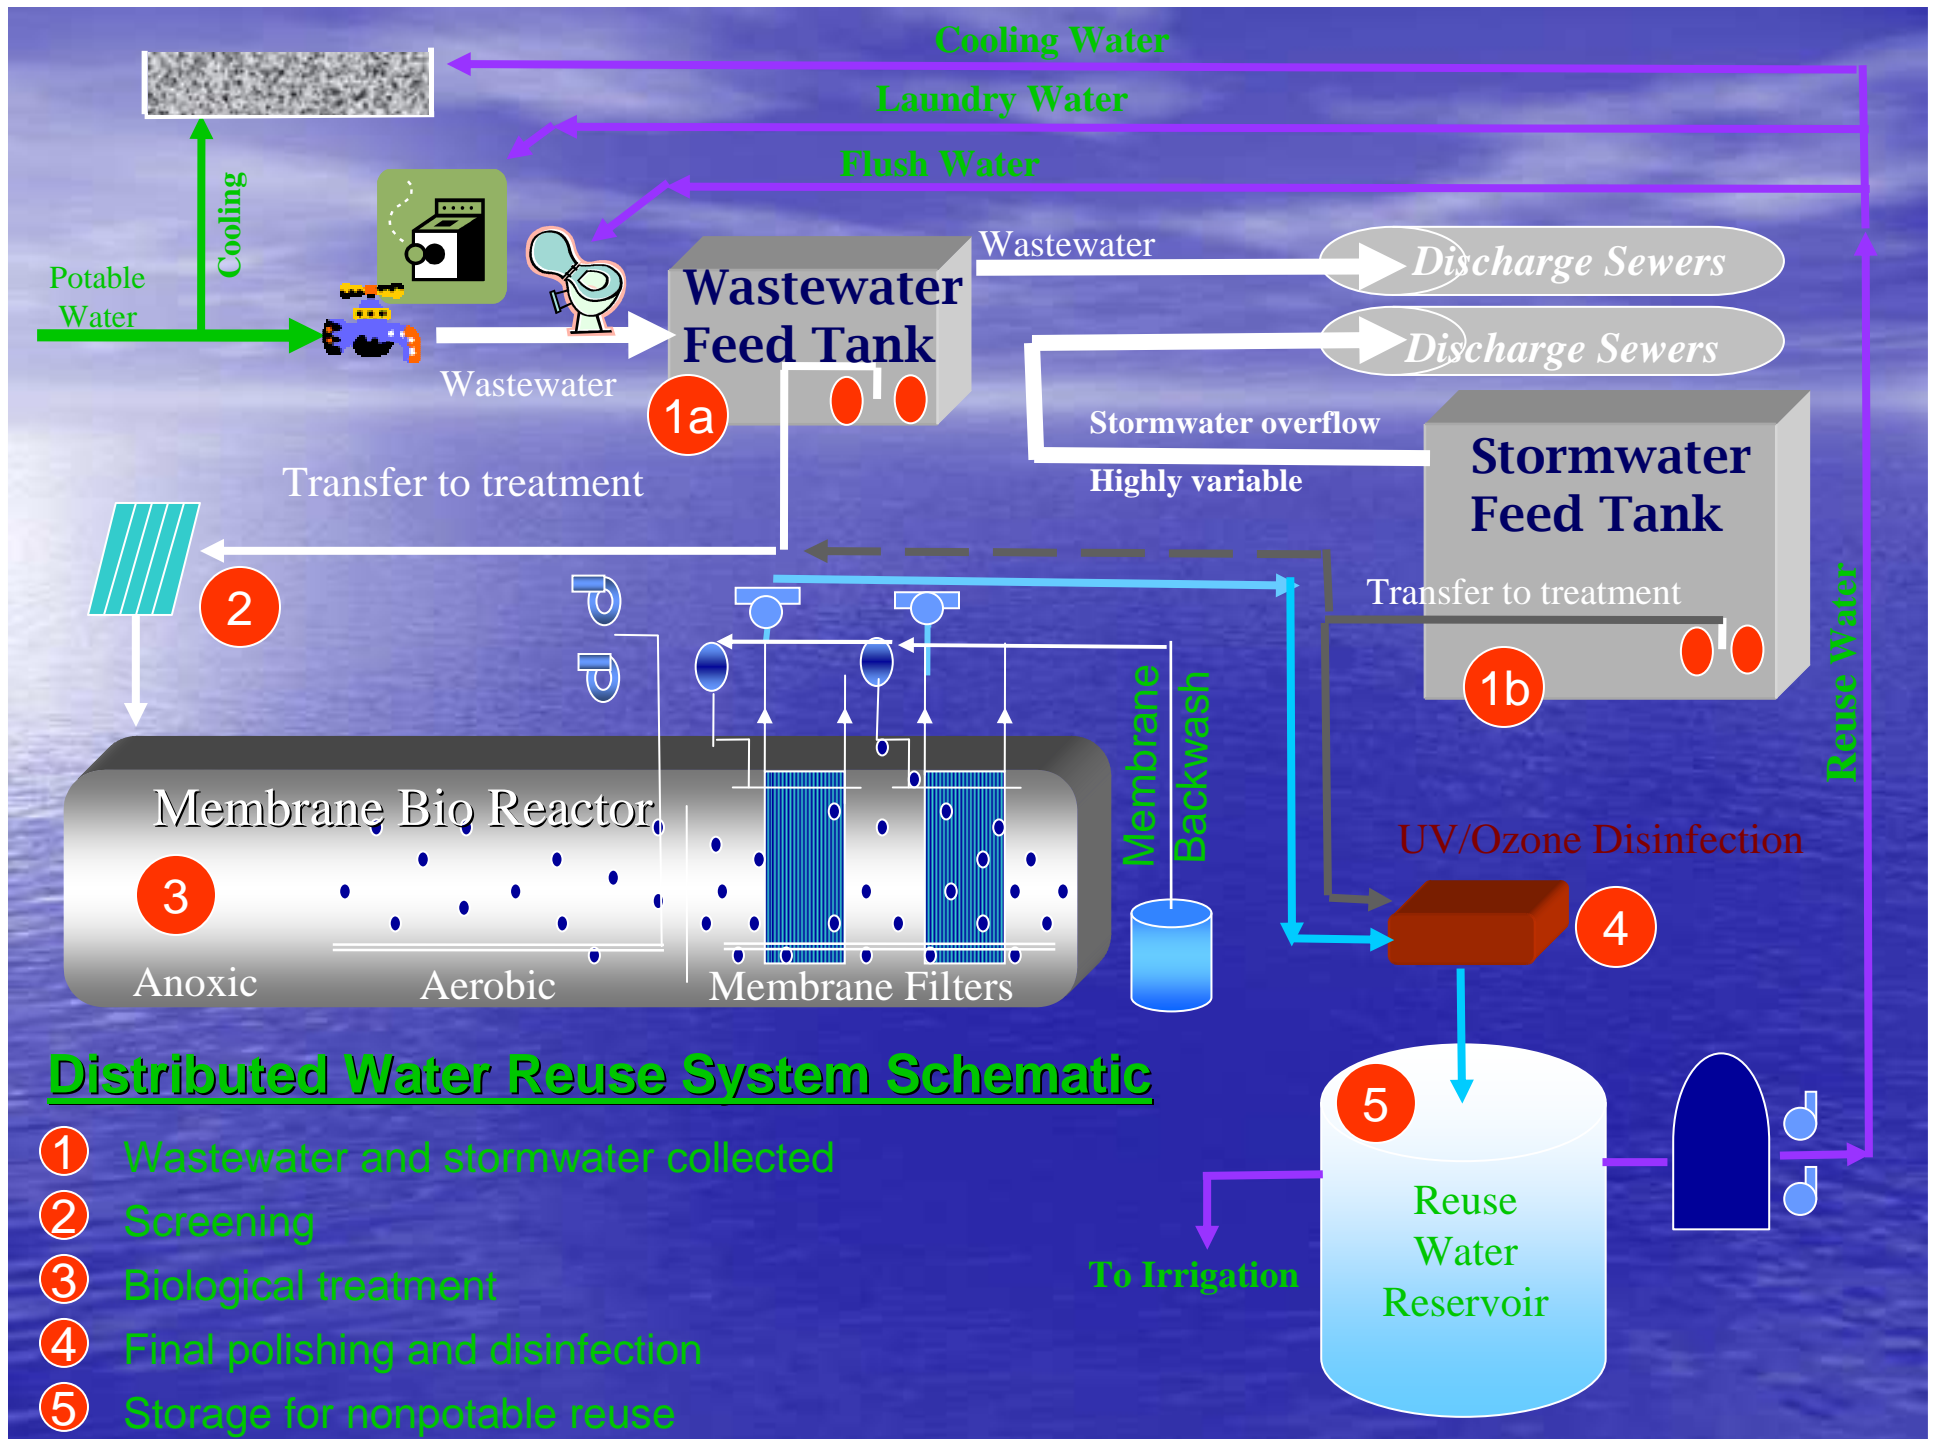 Cooling Water
Laundry Water
Flush Water
Cooling
Potable
Water
Wastewater
Wastewater
Feed Tank
1a
Wastewater
Discharge Sewers
Discharge Sewers
Stormwater overflow
Highly variable
Stormwater
Feed Tank
Transfer to treatment
1b
Transfer to treatment
2
Reuse Water
Membrane
Backwash
Membrane Bio Reactor
3
Anoxic
Aerobic
Membrane Filters
UV/Ozone Disinfection
4
5
Reuse
Water
Reservoir
To Irrigation
Distributed Water Reuse System Schematic
1 Wastewater and stormwater collected
2 Screening
3 Biological treatment
4 Final polishing and disinfection
5 Storage for nonpotable reuse